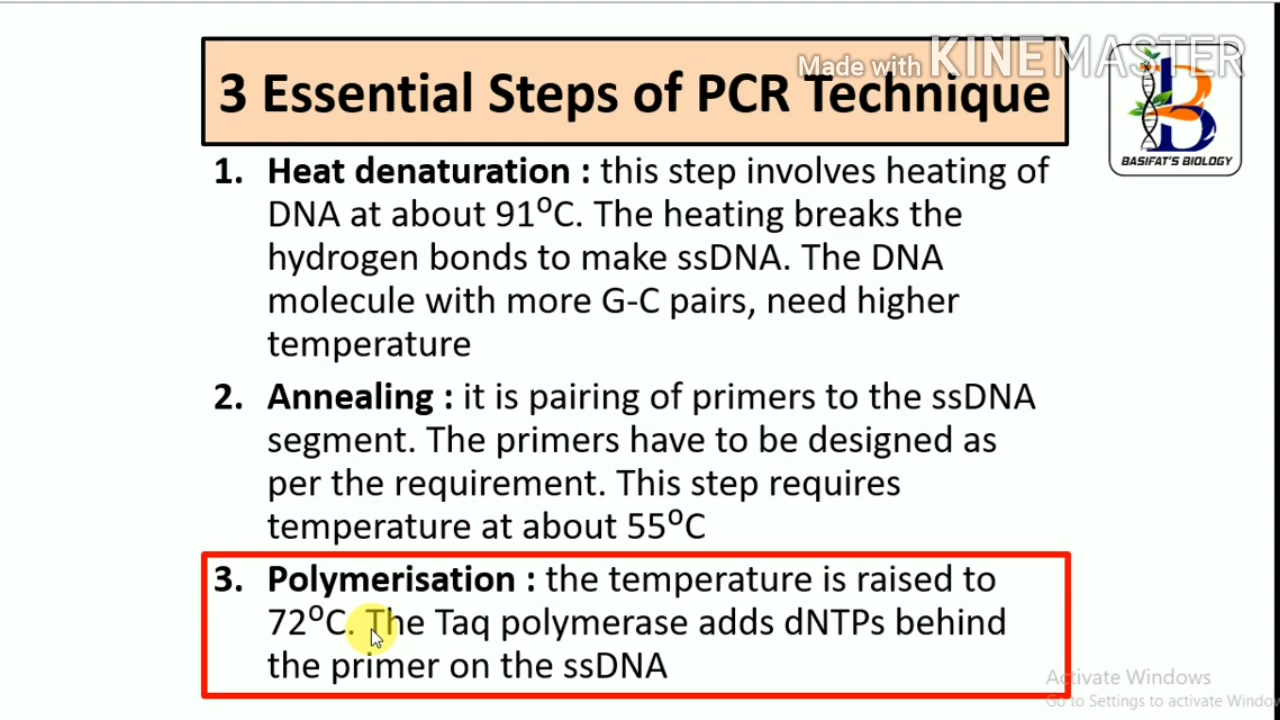 Made with KINEMASTER
3 Essential Steps of PCR Technique
BASIFAT'S BIOLOGY
1. Heat denaturation : this step involves heating of
DNA at about 91⁰C. The heating breaks the
hydrogen bonds to make ssDNA. The DNA
molecule with more G-C pairs, need higher
temperature
2. Annealing : it is pairing of primers to the ssDNA
segment. The primers have to be designed as
per the requirement. This step requires
temperature at about 55⁰C
3. Polymerisation : the temperature is raised to
72⁰C. The Taq polymerase adds dNTPs behind
the primer on the ssDNA
Activate Windows
Go to Settings to activate Windo